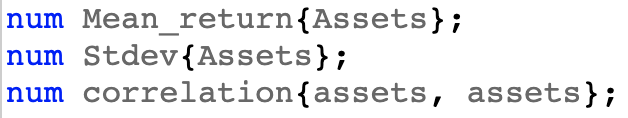 num Mean_return{Assets};
num Stdev{Assets};
num correlation{assets, assets};